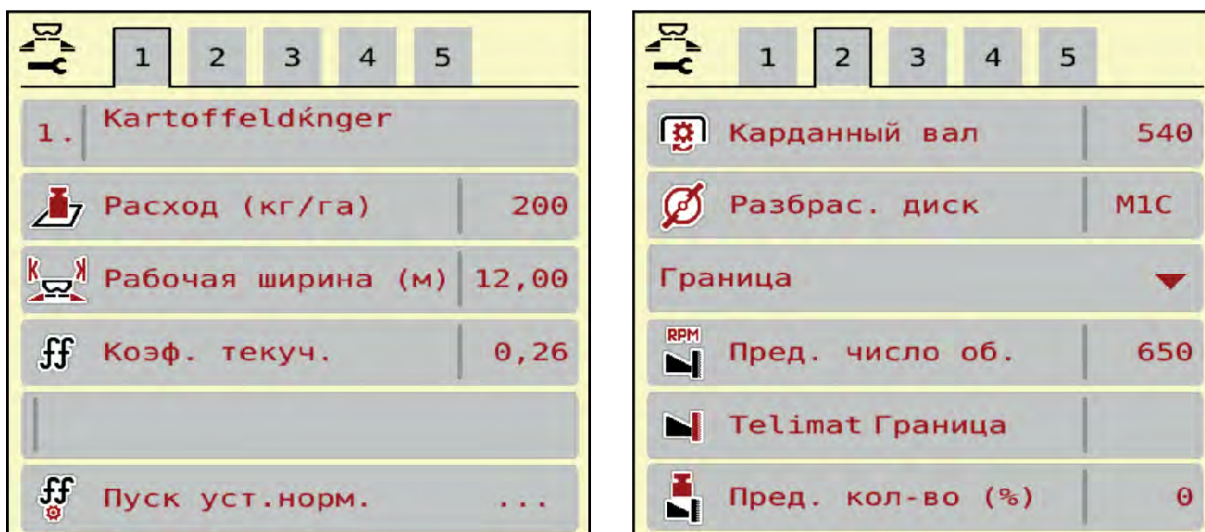 1 2 3 4 5
1. Kartoffeldќnger
Расход (кг/га) 200
Рабочая ширина (м) 12,00
Коэф. текуч. 0,26
Пуск уст.норм. ...
1 2 3 4 5
Карданный вал 540
Разбрас. диск M1C
Граница
RPM
Пред. число об. 650
Telimat Граница
Пред. кол-во (%) 0